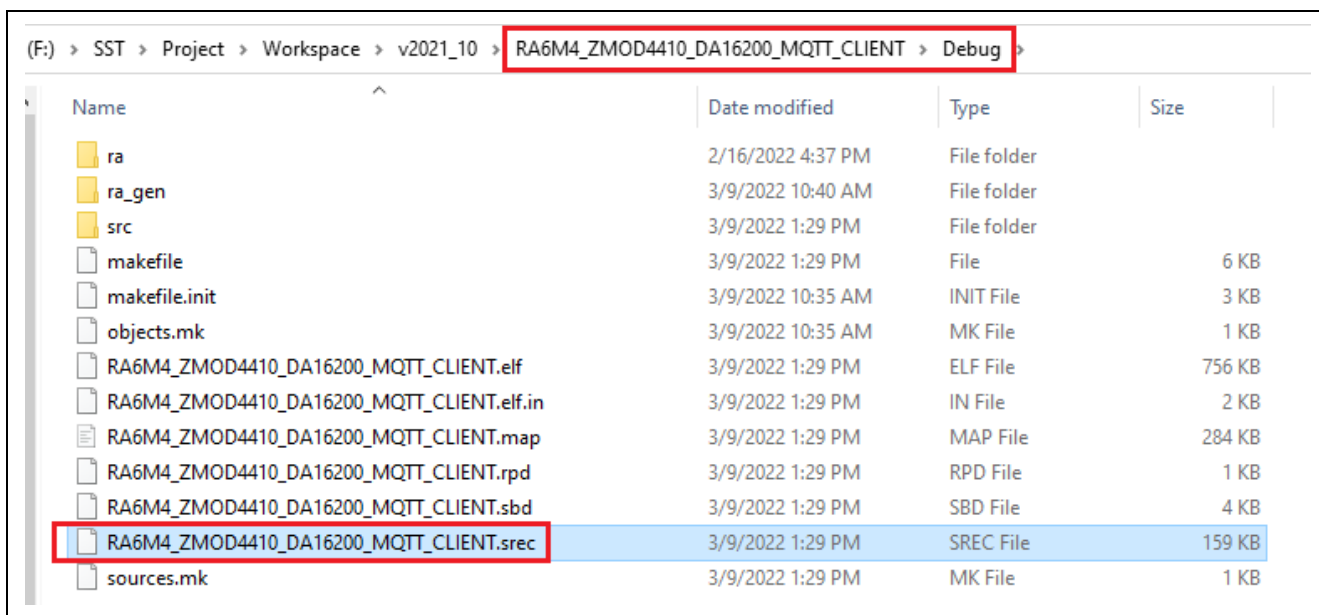 (F:) > SST > Project > Workspace > v2021_10 > RA6M4_ZMOD4410_DA16200_MQTT_CLIENT > Debug >
Name Date modified Type Size
ra 2/16/2022 4:37 PM File folder
ra_gen 3/9/2022 10:40 AM File folder
src 3/9/2022 1:29 PM File folder
makefile 3/9/2022 1:29 PM File 6 KB
makefile.init 3/9/2022 10:35 AM INIT File 3 KB
objects.mk 3/9/2022 10:35 AM MK File 1 KB
RA6M4_ZMOD4410_DA16200_MQTT_CLIENT.elf 3/9/2022 1:29 PM ELF File 756 KB
RA6M4_ZMOD4410_DA16200_MQTT_CLIENT.elf.in 3/9/2022 1:29 PM IN File 2 KB
RA6M4_ZMOD4410_DA16200_MQTT_CLIENT.map 3/9/2022 1:29 PM MAP File 284 KB
RA6M4_ZMOD4410_DA16200_MQTT_CLIENT.rpd 3/9/2022 1:29 PM RPD File 1 KB
RA6M4_ZMOD4410_DA16200_MQTT_CLIENT.sbd 3/9/2022 1:29 PM SBD File 4 KB
RA6M4_ZMOD4410_DA16200_MQTT_CLIENT.srec 3/9/2022 1:29 PM SREC File 159 KB
sources.mk 3/9/2022 1:29 PM MK File 1 KB